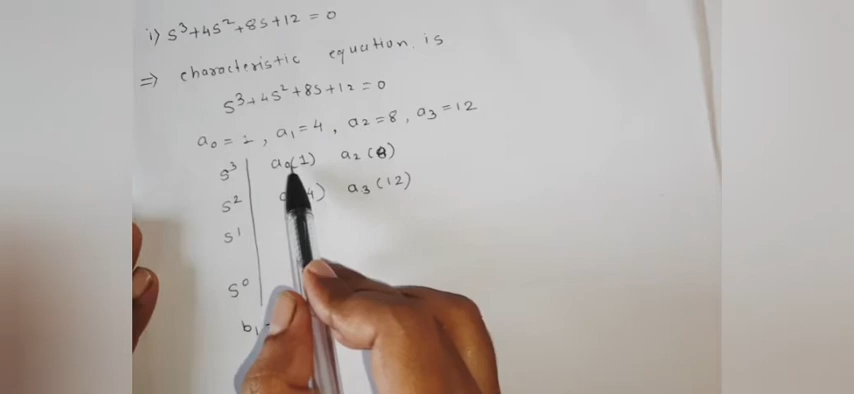 i) s³+4s²+8s+12=0
⇒ characteristic equation is
s³+4s²+8s+12=0
a₀=1, a₁=4, a₂=8, a₃=12
s³ a₀(1) a₂(8)
s² 4) a₃(12)
s¹
s⁰
b₁